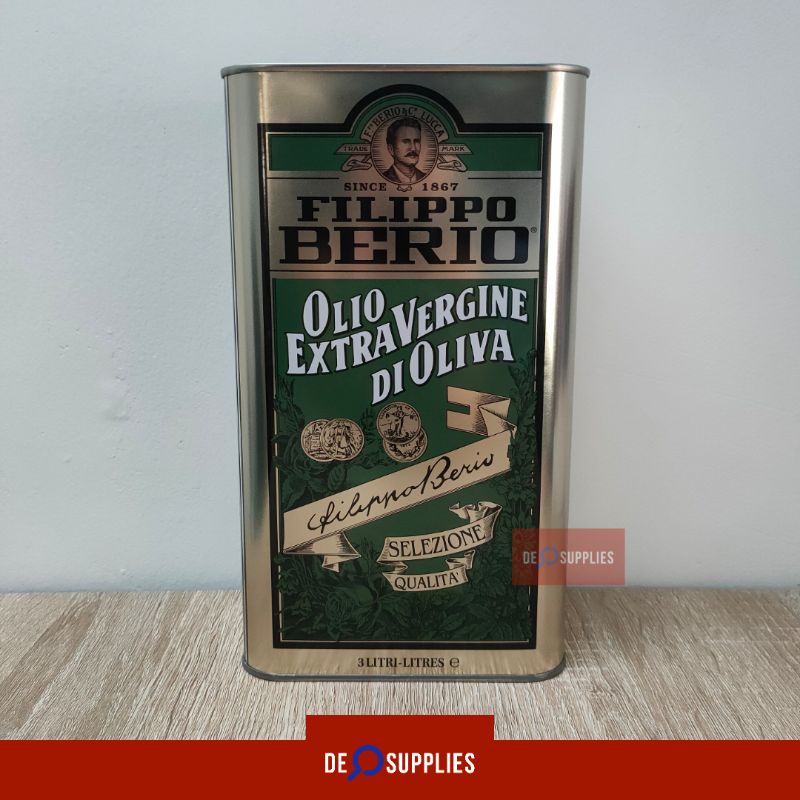 F.lli BERIO & C. LUCCA
TRADE MARK
SINCE 1867
FILIPPO
BERIO®
OLIO
EXTRA VERGINE
DI OLIVA
Filippo Berio
SELEZIONE
QUALITA'
3 LITRI-LITRES ℮
DE SUPPLIES
DE SUPPLIES